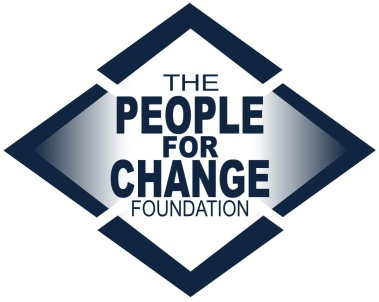 THE
PEOPLE
FOR
CHANGE
FOUNDATION